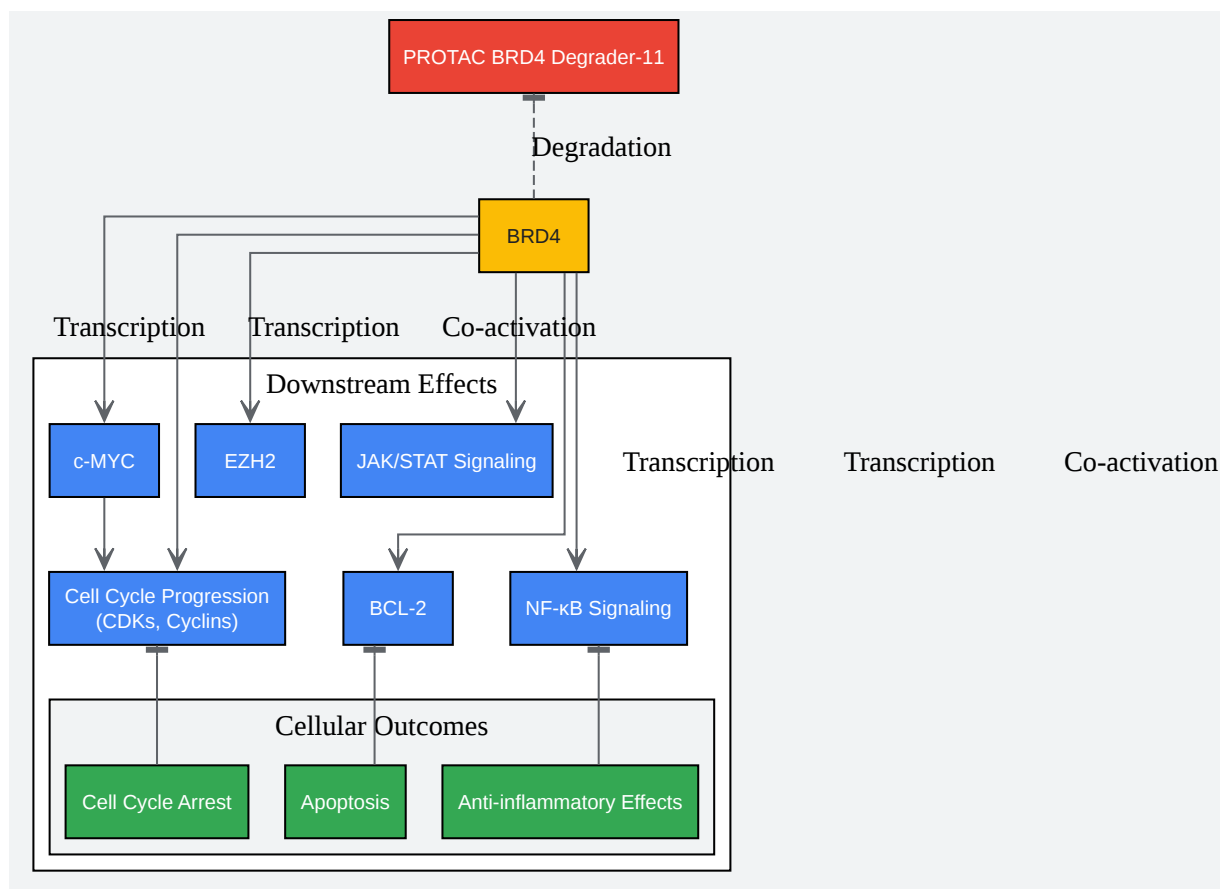 PROTAC BRD4 Degrader-11
Degradation
BRD4
Transcription
Transcription
Co-activation
Downstream Effects
c-MYC
EZH2
JAK/STAT Signaling
Transcription
Transcription
Co-activation
Cell Cycle Progression
(CDKs, Cyclins)
BCL-2
NF-κB Signaling
Cellular Outcomes
Cell Cycle Arrest
Apoptosis
Anti-inflammatory Effects